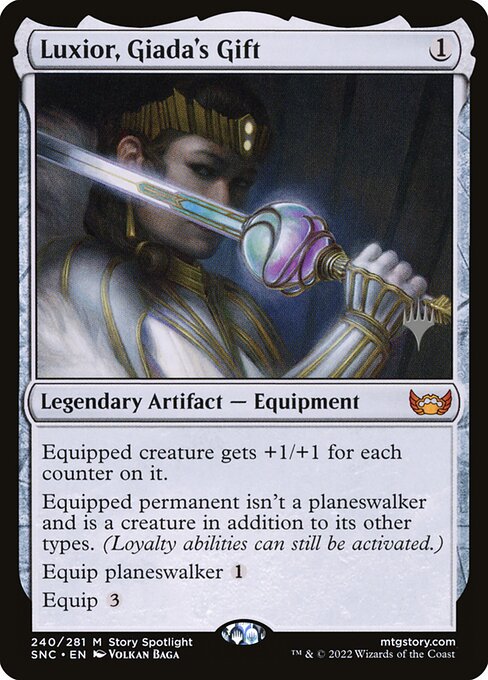 Luxior, Giada's Gift 1
Legendary Artifact — Equipment
Equipped creature gets +1/+1 for each
counter on it.
Equipped permanent isn't a planeswalker
and is a creature in addition to its other
types. (Loyalty abilities can still be activated.)
Equip planeswalker 1
Equip 3
240/281 M Story Spotlight
SNC • EN Volkan Baga
mtgstory.com
™ & © 2022 Wizards of the Coast